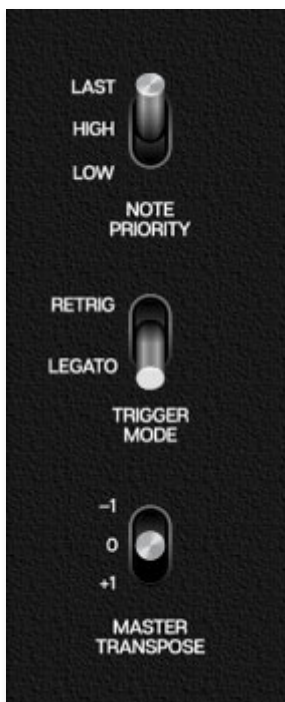 LAST
HIGH
LOW
NOTE
PRIORITY
RETRIG
LEGATO
TRIGGER
MODE
–1
0
+1
MASTER
TRANSPOSE